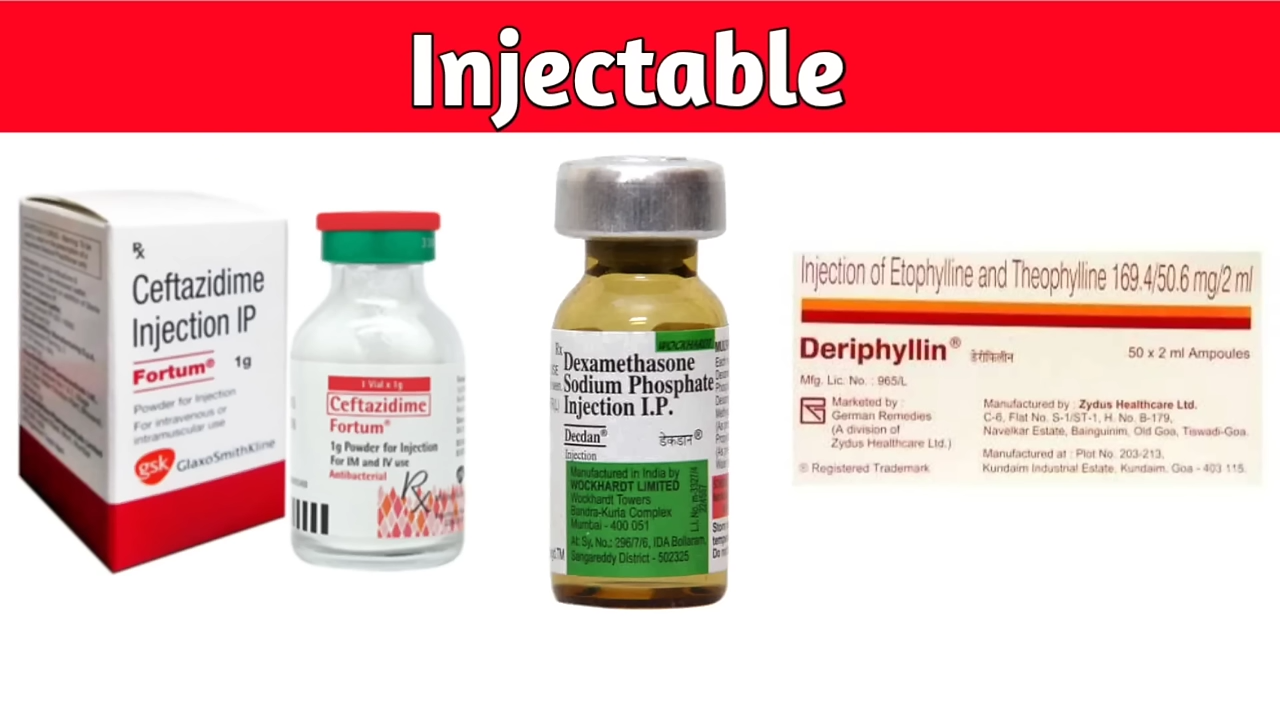 Injectable
Rx
Ceftazidime
Injection IP
Fortum® 1g
Powder for Injection
For intravenous or
intramuscular use
gsk GlaxoSmithKline
1 Vial x 1g
Ceftazidime
Fortum®
1g Powder for Injection
For IM and IV use
Antibacterial
Rx
WOCKHARDT
Rx
Dexamethasone
Sodium Phosphate
Injection I.P.
Decdan® डेकडान®
Injection
Manufactured in India by
WOCKHARDT LIMITED
Wockhardt Towers
Bandra-Kurla Complex
Mumbai - 400 051
At: Sy. No.: 296/7/6, IDA Bollaram,
Sangareddy District - 502325
Injection of Etophylline and Theophylline 169.4/50.6 mg/2 ml
Deriphyllin® डेरीफिलीन 50 x 2 ml Ampoules
Mfg. Lic. No. : 965/L
Marketed by :
German Remedies
(A division of
Zydus Healthcare Ltd.)
® Registered Trademark
Manufactured by : Zydus Healthcare Ltd.
C-6, Flat No. S-1/ST-1, H. No. B-179,
Navelkar Estate, Bainguinim, Old Goa, Tiswadi-Goa.
Manufactured at : Plot No. 203-213,
Kundaim Industrial Estate, Kundaim, Goa - 403 115.